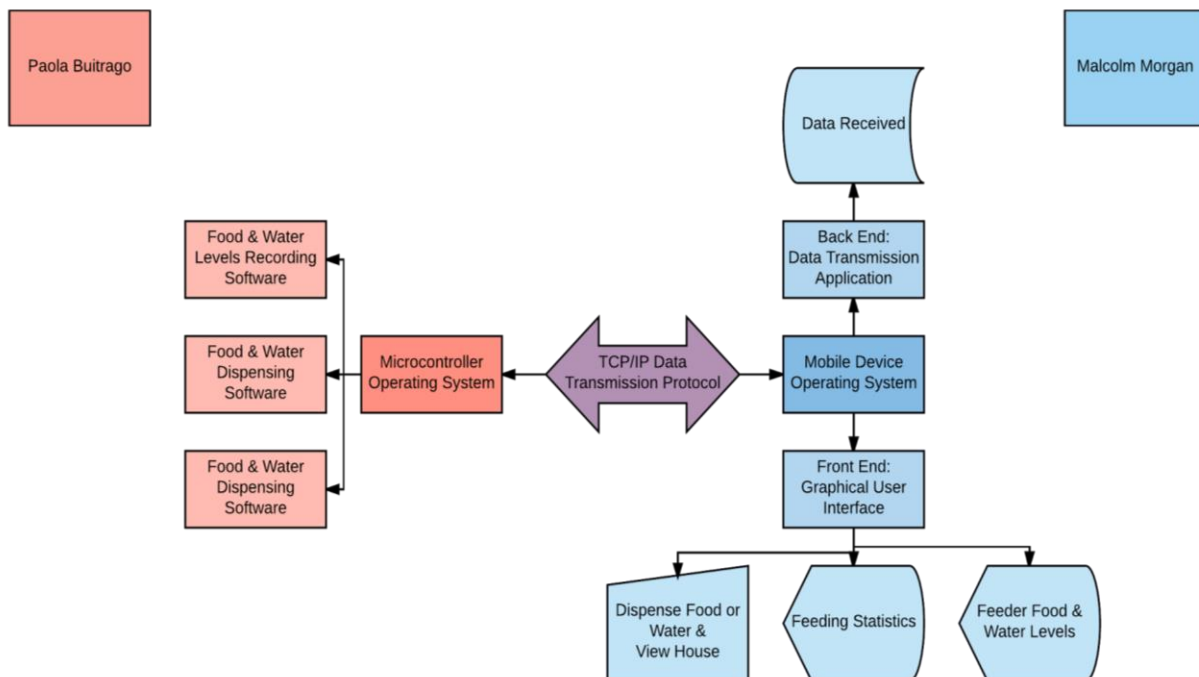 Paola Buitrago
Malcolm Morgan
Data Received
Food & Water
Levels Recording
Software
Back End:
Data Transmission
Application
Food & Water
Dispensing
Software
Microcontroller
Operating System
TCP/IP Data
Transmission Protocol
Mobile Device
Operating System
Food & Water
Dispensing
Software
Front End:
Graphical User
Interface
Dispense Food or
Water &
View House
Feeding Statistics
Feeder Food &
Water Levels